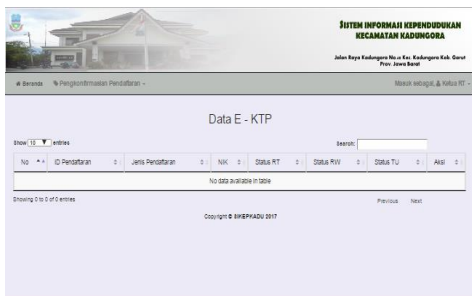 SISTEM INFORMASI KEPENDUDUKAN
KECAMATAN KADUNGORA
Jalan Raya Kadungora No. Kec. Kadungora Kab. Garut
Prov. Jawa Barat
Beranda Pengkonfirmasian Pendaftaran Masuk sebagai, Ketua RT
Data E - KTP
Show 10 entries Search:
No ID Pendaftaran Jenis Pendaftaran NIK Status RT Status RW Status TU Aksi
No data available in table
Showing 0 to 0 of 0 entries Previous Next
Copyright © SIKEPKADU 2017